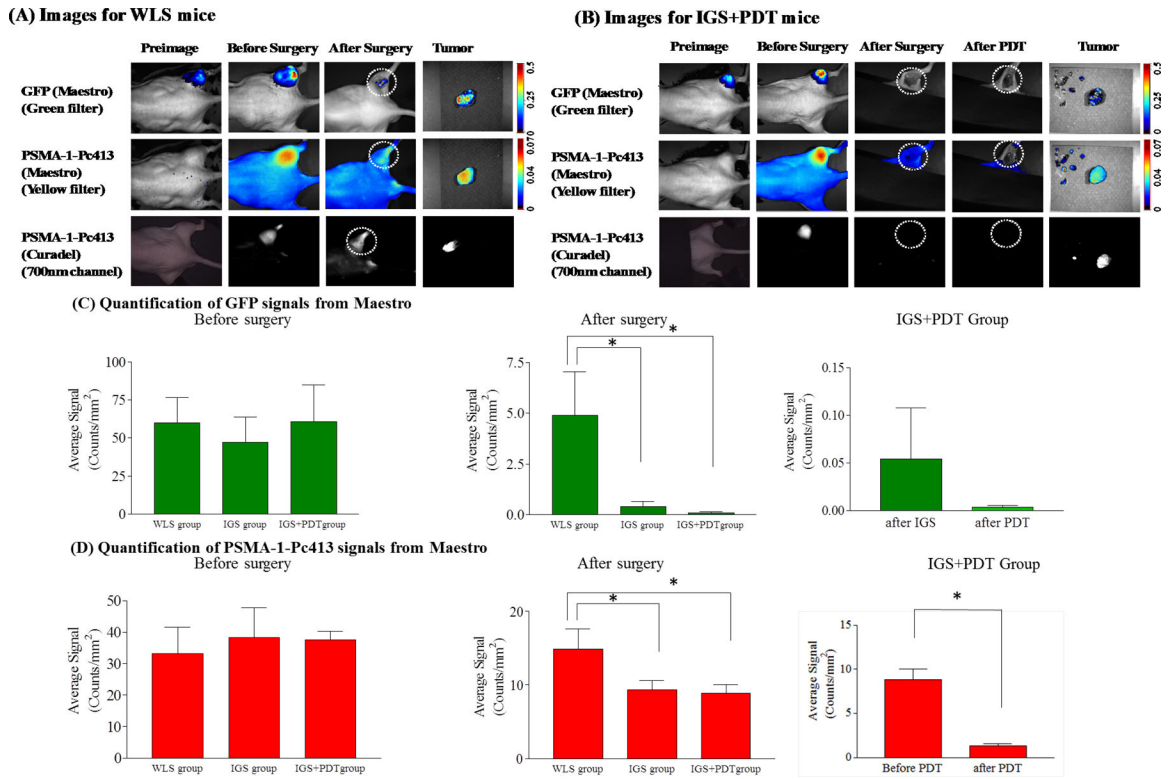 (A) Images for WLS mice
Preimage Before Surgery After Surgery Tumor
GFP (Maestro)
(Green filter)
0.5
0.25
0
PSMA-1-Pc413
(Maestro)
(Yellow filter)
0.070
0.04
0
PSMA-1-Pc413
(Curadel)
(700nm channel)
(B) Images for IGS+PDT mice
Preimage Before Surgery After Surgery After PDT Tumor
GFP (Maestro)
(Green filter)
0.5
0.25
0
PSMA-1-Pc413
(Maestro)
(Yellow filter)
0.07
0.04
0
PSMA-1-Pc413
(Curadel)
(700nm channel)
(C) Quantification of GFP signals from Maestro
Before surgery
Average Signal
(Counts/mm2)
100
75
50
25
0
WLS group IGS group IGS+PDTgroup
After surgery
Average Signal
(Counts/mm2)
7.5
5.0
2.5
0.0
*
*
WLS group IGS group IGS+PDTgroup
IGS+PDT Group
Average Signal
(Counts/mm2)
0.15
0.10
0.05
0.00
after IGS after PDT
(D) Quantification of PSMA-1-Pc413 signals from Maestro
Before surgery
Average Signal
(Counts/mm2)
50
40
30
20
10
0
WLS group IGS group IGS+PDTgroup
After surgery
Average Signal
(Counts/mm2)
20
10
0
*
*
WLS group IGS group IGS+PDTgroup
IGS+PDT Group
Average Signal
(Counts/mm2)
15
10
5
0
*
Before PDT after PDT